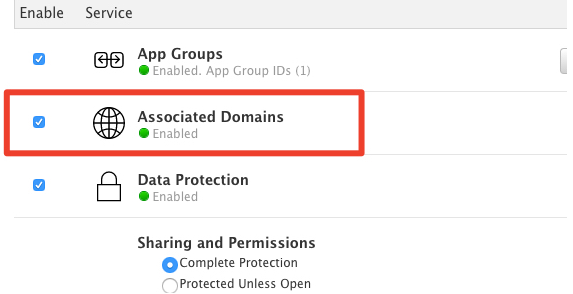 Enable Service
App Groups
Enabled. App Group IDs (1)
Associated Domains
Enabled
Data Protection
Enabled
Sharing and Permissions
Complete Protection
Protected Unless Open